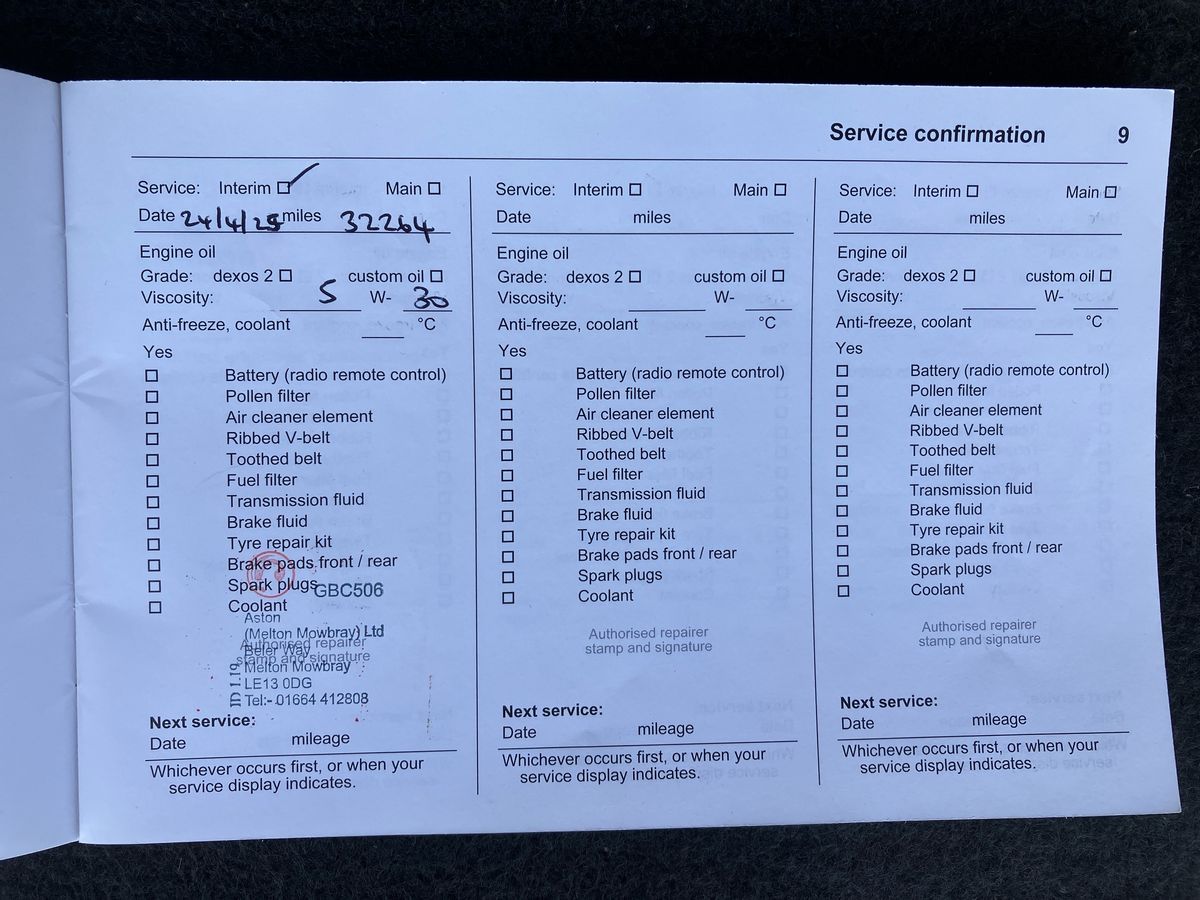 Service confirmation 9
Service: Interim ☐ ✓ Main ☐
Date 24/4/25 miles 32264
Engine oil
Grade: dexos 2 ☐ custom oil ☐
Viscosity: 5 W- 30
Anti-freeze, coolant °C
Yes
☐ Battery (radio remote control)
☐ Pollen filter
☐ Air cleaner element
☐ Ribbed V-belt
☐ Toothed belt
☐ Fuel filter
☐ Transmission fluid
☐ Brake fluid
☐ Tyre repair kit
☐ Brake pads front / rear
☐ Spark plugs
☐ Coolant
GBC506
Aston
(Melton Mowbray) Ltd
Beler Way
Melton Mowbray
LE13 0DG
Tel:- 01664 412808
Authorised repairer
stamp and signature
Next service:
Date mileage
Whichever occurs first, or when your
service display indicates.
Service: Interim ☐ Main ☐
Date miles
Engine oil
Grade: dexos 2 ☐ custom oil ☐
Viscosity: W-
Anti-freeze, coolant °C
Yes
☐ Battery (radio remote control)
☐ Pollen filter
☐ Air cleaner element
☐ Ribbed V-belt
☐ Toothed belt
☐ Fuel filter
☐ Transmission fluid
☐ Brake fluid
☐ Tyre repair kit
☐ Brake pads front / rear
☐ Spark plugs
☐ Coolant
Authorised repairer
stamp and signature
Next service:
Date mileage
Whichever occurs first, or when your
service display indicates.
Service: Interim ☐ Main ☐
Date miles
Engine oil
Grade: dexos 2 ☐ custom oil ☐
Viscosity: W-
Anti-freeze, coolant °C
Yes
☐ Battery (radio remote control)
☐ Pollen filter
☐ Air cleaner element
☐ Ribbed V-belt
☐ Toothed belt
☐ Fuel filter
☐ Transmission fluid
☐ Brake fluid
☐ Tyre repair kit
☐ Brake pads front / rear
☐ Spark plugs
☐ Coolant
Authorised repairer
stamp and signature
Next service:
Date mileage
Whichever occurs first, or when your
service display indicates.